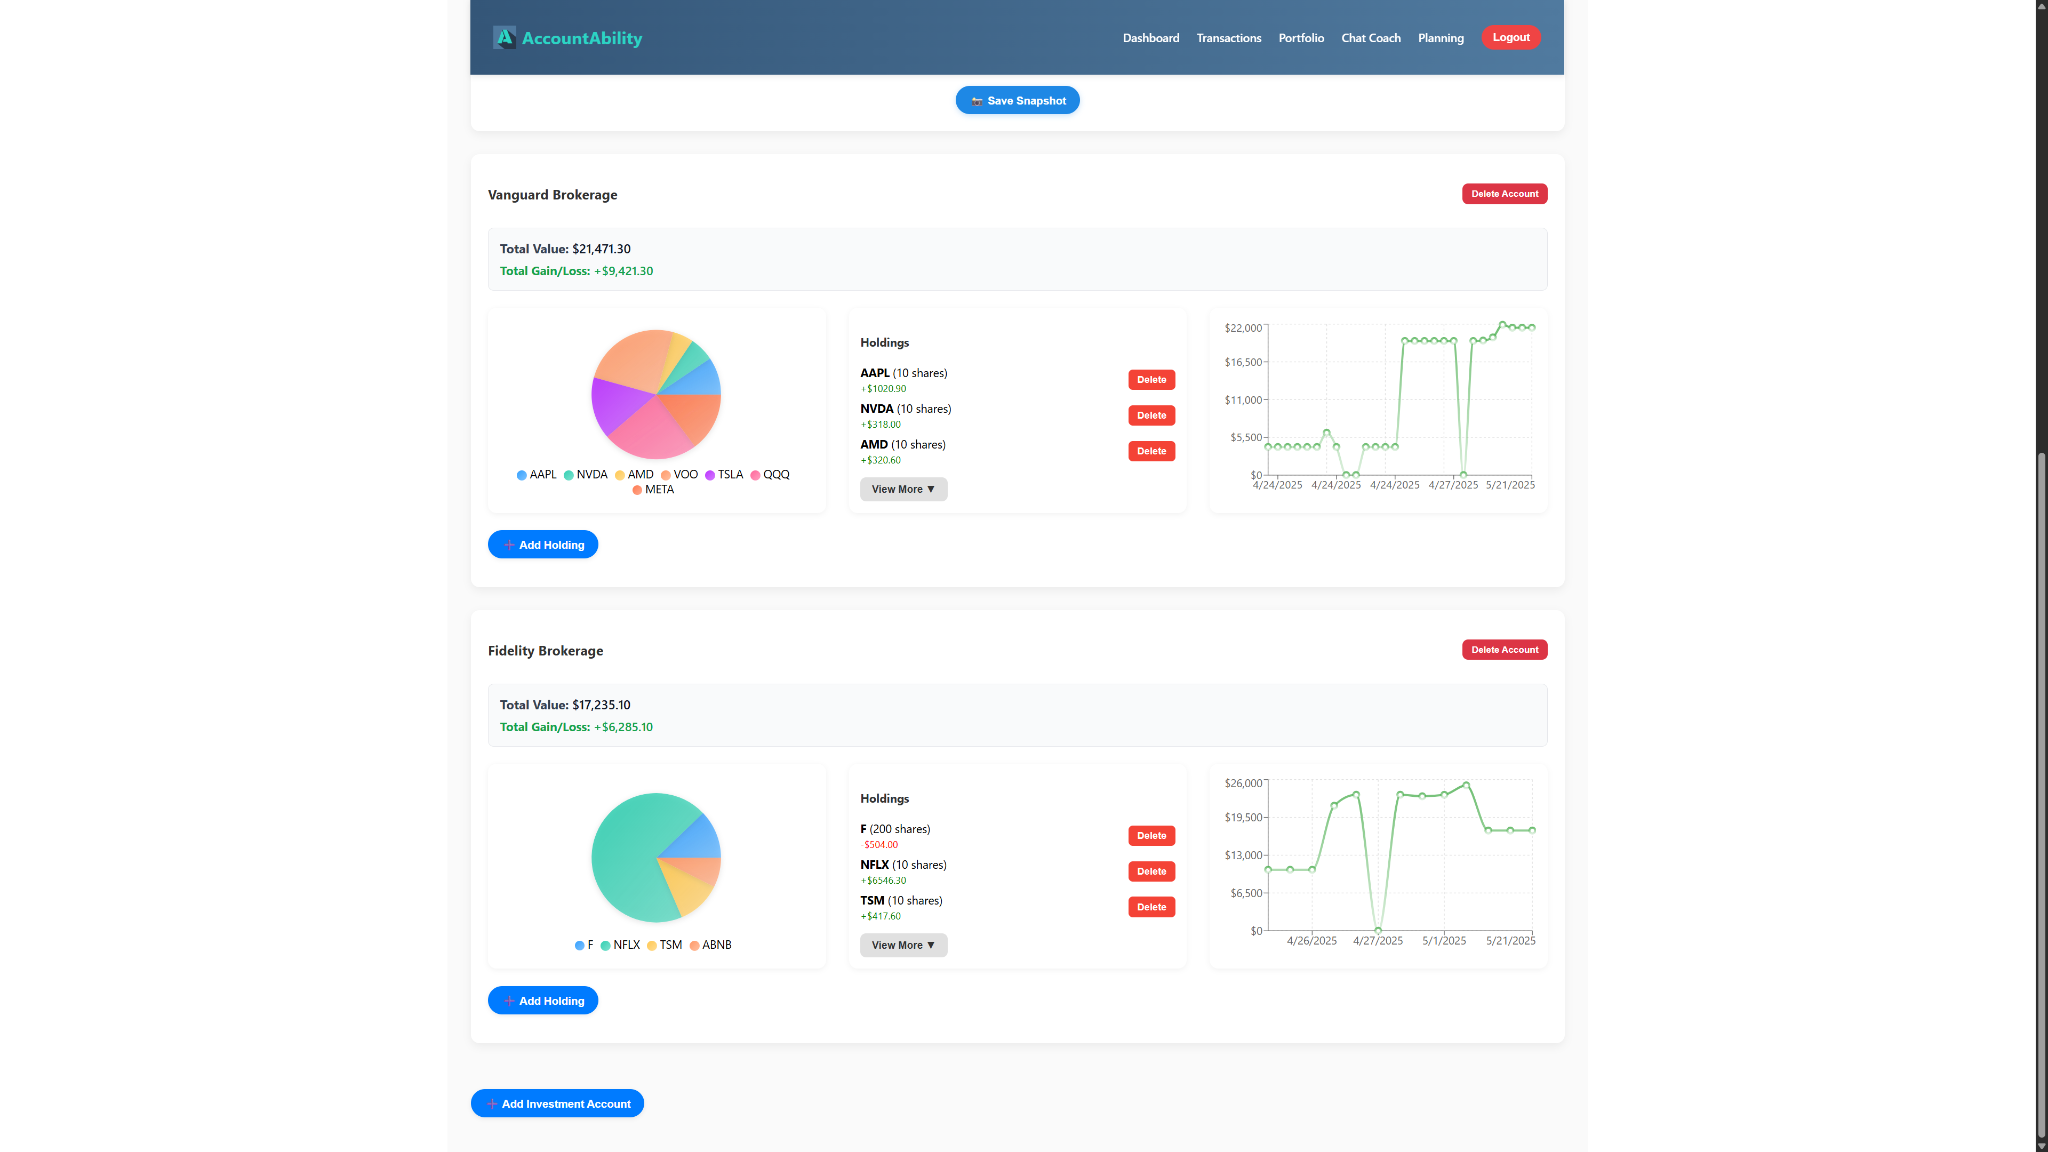 AccountAbility
Dashboard Transactions Portfolio Chat Coach Planning Logout
Save Snapshot
Vanguard Brokerage
Delete Account
Total Value: $21,471.30
Total Gain/Loss: +$9,421.30
AAPL NVDA AMD VOO TSLA QQQ
META
Holdings
AAPL (10 shares)
+$1020.90
Delete
NVDA (10 shares)
+$318.00
Delete
AMD (10 shares)
+$320.60
Delete
View More ▼
$22,000
$16,500
$11,000
$5,500
$0
4/24/2025 4/24/2025 4/24/2025 4/27/2025 5/21/2025
Add Holding
Fidelity Brokerage
Delete Account
Total Value: $17,235.10
Total Gain/Loss: +$6,285.10
F NFLX TSM ABNB
Holdings
F (200 shares)
-$504.00
Delete
NFLX (10 shares)
+$6546.30
Delete
TSM (10 shares)
+$417.60
Delete
View More ▼
$26,000
$19,500
$13,000
$6,500
$0
4/26/2025 4/27/2025 5/1/2025 5/21/2025
Add Holding
Add Investment Account